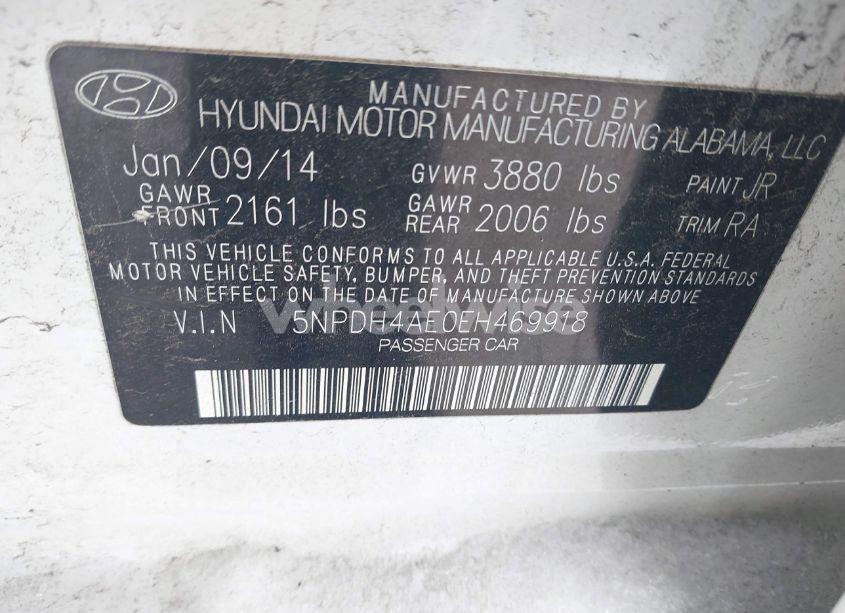 MANUFACTURED BY
HYUNDAI MOTOR MANUFACTURING ALABAMA, LLC
Jan/09/14 GVWR 3880 lbs PAINT JR
GAWR FRONT 2161 lbs GAWR REAR 2006 lbs TRIM RA
THIS VEHICLE CONFORMS TO ALL APPLICABLE U.S.A. FEDERAL
MOTOR VEHICLE SAFETY, BUMPER, AND THEFT PREVENTION STANDARDS
IN EFFECT ON THE DATE OF MANUFACTURE SHOWN ABOVE
V.I.N 5NPDH4AE0EH469918
PASSENGER CAR